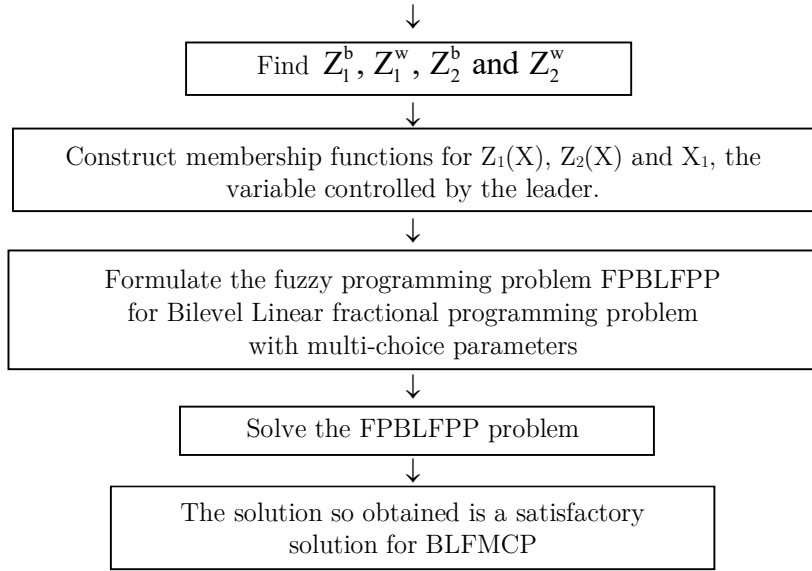 ↓
Find Z₁ᵇ, Z₁ʷ, Z₂ᵇ and Z₂ʷ
↓
Construct membership functions for Z₁(X), Z₂(X) and X₁, the
variable controlled by the leader.
↓
Formulate the fuzzy programming problem FPBLFPP
for Bilevel Linear fractional programming problem
with multi-choice parameters
↓
Solve the FPBLFPP problem
↓
The solution so obtained is a satisfactory
solution for BLFMCP